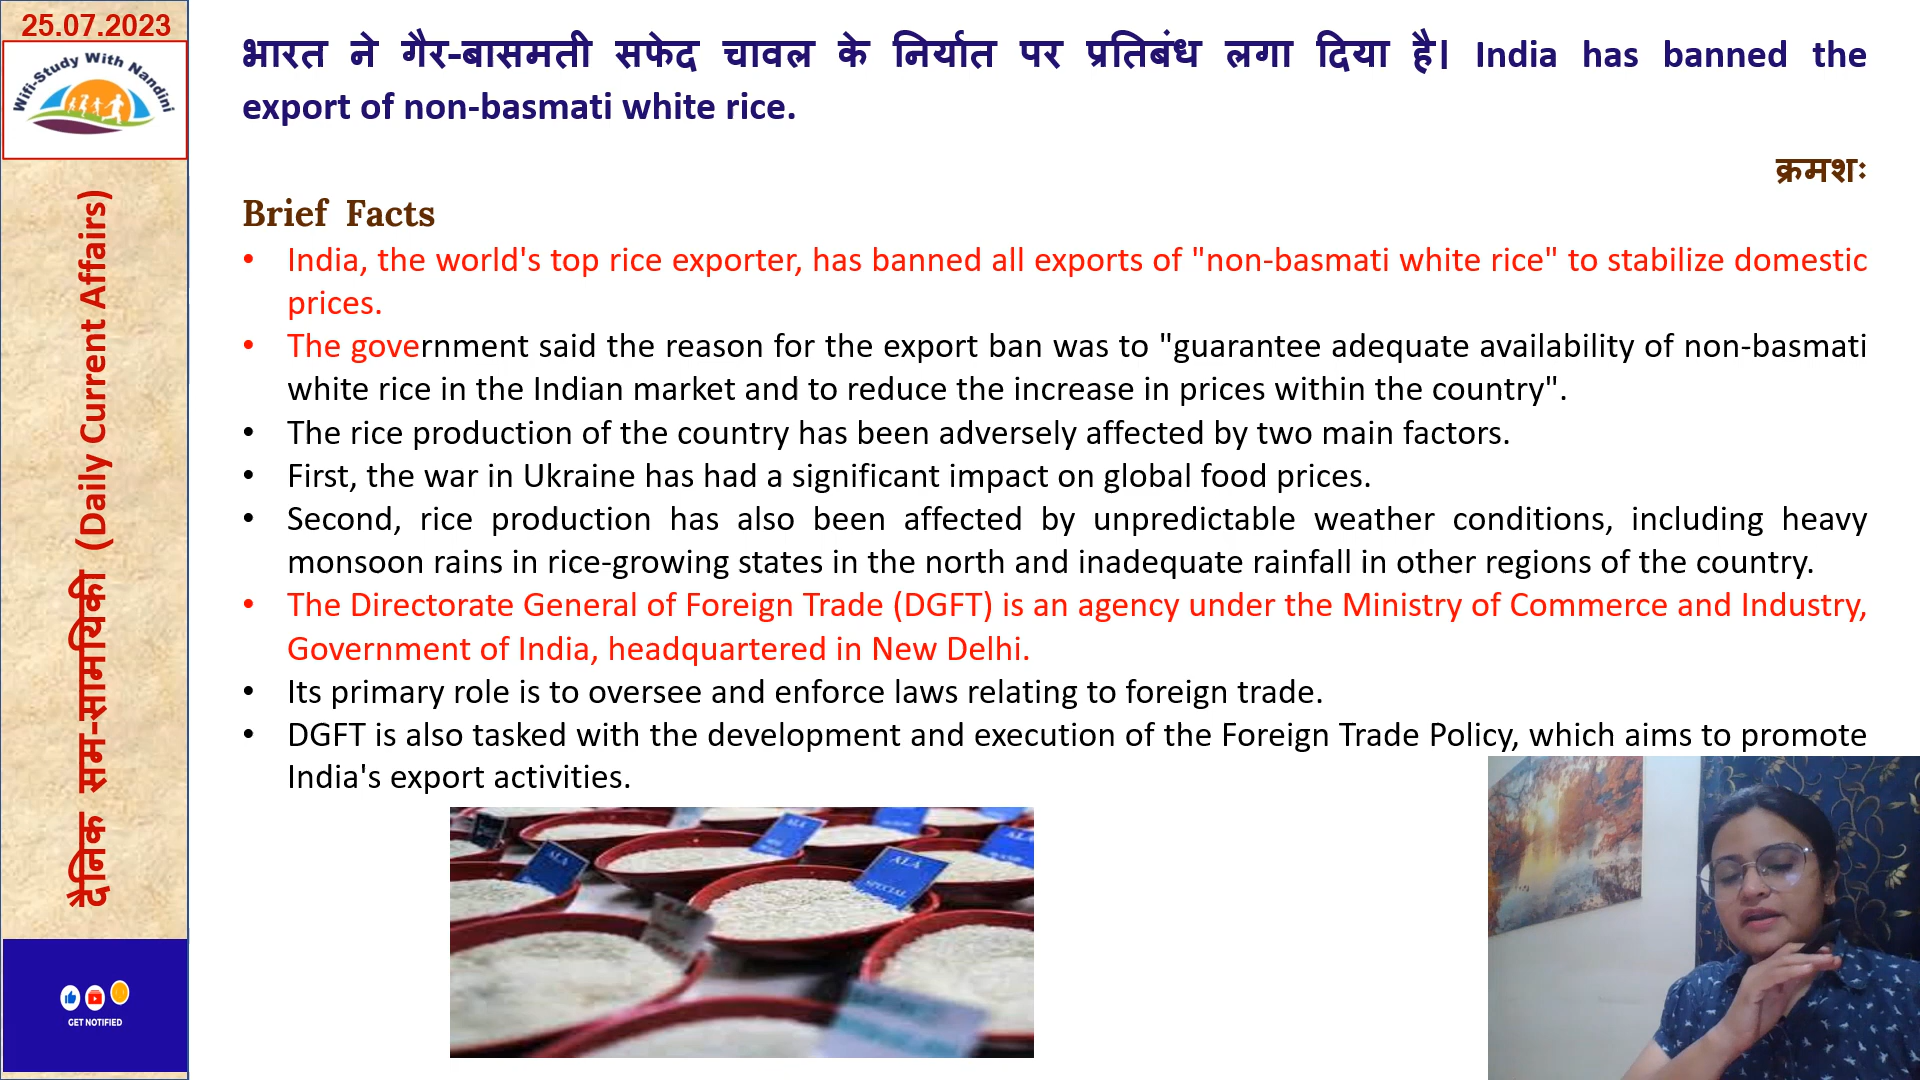 25.07.2023
Wifi-Study With Nandini
दैनिक सम-सामयिकी (Daily Current Affairs)
GET NOTIFIED
भारत ने गैर-बासमती सफेद चावल के निर्यात पर प्रतिबंध लगा दिया है| India has banned the
export of non-basmati white rice.
क्रमशः
Brief Facts
• India, the world's top rice exporter, has banned all exports of "non-basmati white rice" to stabilize domestic
prices.
• The government said the reason for the export ban was to "guarantee adequate availability of non-basmati
white rice in the Indian market and to reduce the increase in prices within the country".
• The rice production of the country has been adversely affected by two main factors.
• First, the war in Ukraine has had a significant impact on global food prices.
• Second, rice production has also been affected by unpredictable weather conditions, including heavy
monsoon rains in rice-growing states in the north and inadequate rainfall in other regions of the country.
• The Directorate General of Foreign Trade (DGFT) is an agency under the Ministry of Commerce and Industry,
Government of India, headquartered in New Delhi.
• Its primary role is to oversee and enforce laws relating to foreign trade.
• DGFT is also tasked with the development and execution of the Foreign Trade Policy, which aims to promote
India's export activities.
ALA
ALA
ALA
ALA
SPECIAL